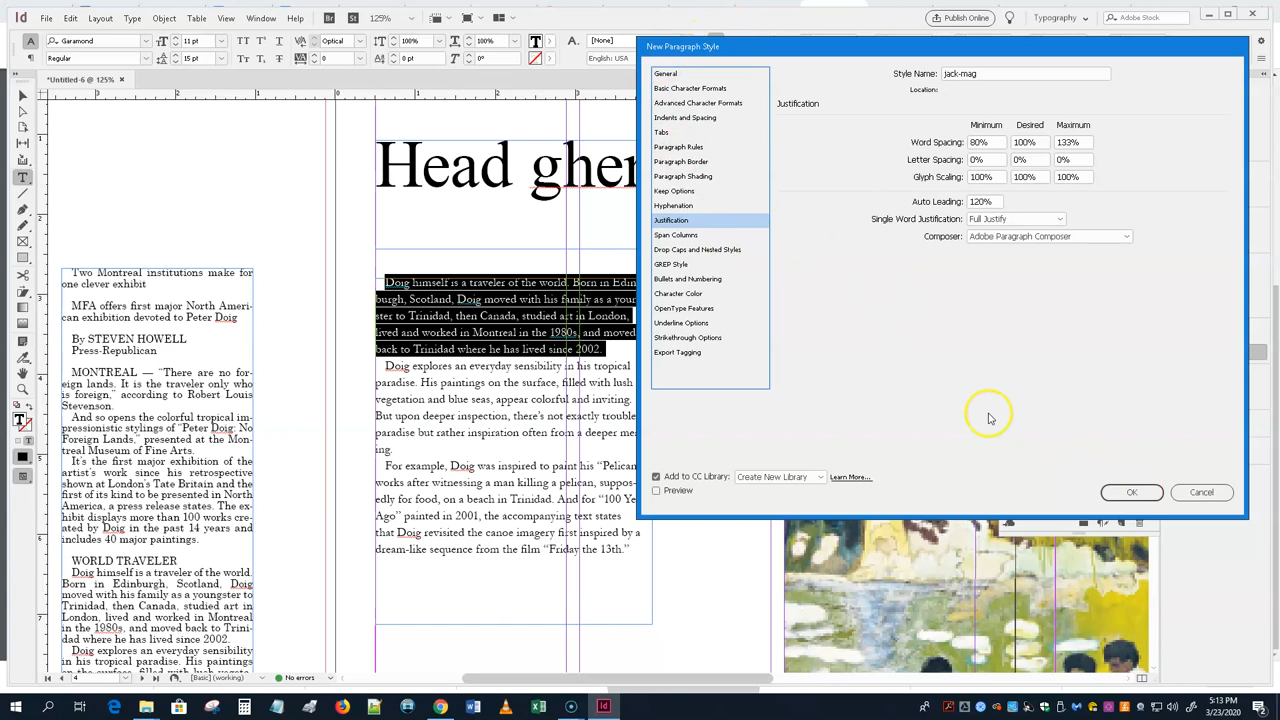 File Edit Layout Type Object Table View Window Help
125%
Br St
Publish Online
Typography
Adobe Stock
Garamond
11 pt
Optical
100%
100%
[None]
Regular
15 pt
0
0 pt
0°
English: USA
*Untitled-6 @ 125%
Head gher
Two Montreal institutions make for
one clever exhibit
MFA offers first major North Ameri-
can exhibition devoted to Peter Doig
By STEVEN HOWELL
Press-Republican
MONTREAL — “There are no for-
eign lands. It is the traveler only who
is foreign,” according to Robert Louis
Stevenson.
And so opens the colorful tropical im-
pressionistic stylings of “Peter Doig: No
Foreign Lands,” presented at the Mon-
treal Museum of Fine Arts.
It’s the first major exhibition of the
artist’s work since his retrospective
shown at London’s Tate Britain and the
first of its kind to be presented in North
America, a press release states. The ex-
hibit displays more than 100 works cre-
ated by Doig in the past 14 years and
includes 40 major paintings.
WORLD TRAVELER
Doig himself is a traveler of the world.
Born in Edinburgh, Scotland, Doig
moved with his family as a youngster to
Trinidad, then Canada, studied art in
London, lived and worked in Montreal
in the 1980s, and moved back to Trini-
dad where he has lived since 2002.
Doig explores an everyday sensibility
in his tropical paradise. His paintings
Doig himself is a traveler of the world. Born in Edin
burgh, Scotland, Doig moved with his family as a your
ster to Trinidad, then Canada, studied art in London,
lived and worked in Montreal in the 1980s, and moved
back to Trinidad where he has lived since 2002.
Doig explores an everyday sensibility in his tropical
paradise. His paintings on the surface, filled with lush
vegetation and blue seas, appear colorful and inviting.
But upon deeper inspection, there’s not exactly trouble
paradise but rather inspiration often from a deeper me
ing.
For example, Doig was inspired to paint his “Pelican
works after witnessing a man killing a pelican, suppos-
edly for food, on a beach in Trinidad. And for “100 Ye
Ago” painted in 2001, the accompanying text states
that Doig revisited the canoe imagery first inspired by a
dream-like sequence from the film “Friday the 13th.”
New Paragraph Style
General
Basic Character Formats
Advanced Character Formats
Indents and Spacing
Tabs
Paragraph Rules
Paragraph Border
Paragraph Shading
Keep Options
Hyphenation
Justification
Span Columns
Drop Caps and Nested Styles
GREP Style
Bullets and Numbering
Character Color
OpenType Features
Underline Options
Strikethrough Options
Export Tagging
Style Name: jack-mag
Location:
Justification
Minimum Desired Maximum
Word Spacing: 80% 100% 133%
Letter Spacing: 0% 0% 0%
Glyph Scaling: 100% 100% 100%
Auto Leading: 120%
Single Word Justification: Full Justify
Composer: Adobe Paragraph Composer
Add to CC Library: Create New Library Learn More...
Preview
OK Cancel
4
[Basic] (working)
No errors
5:13 PM
3/23/2020